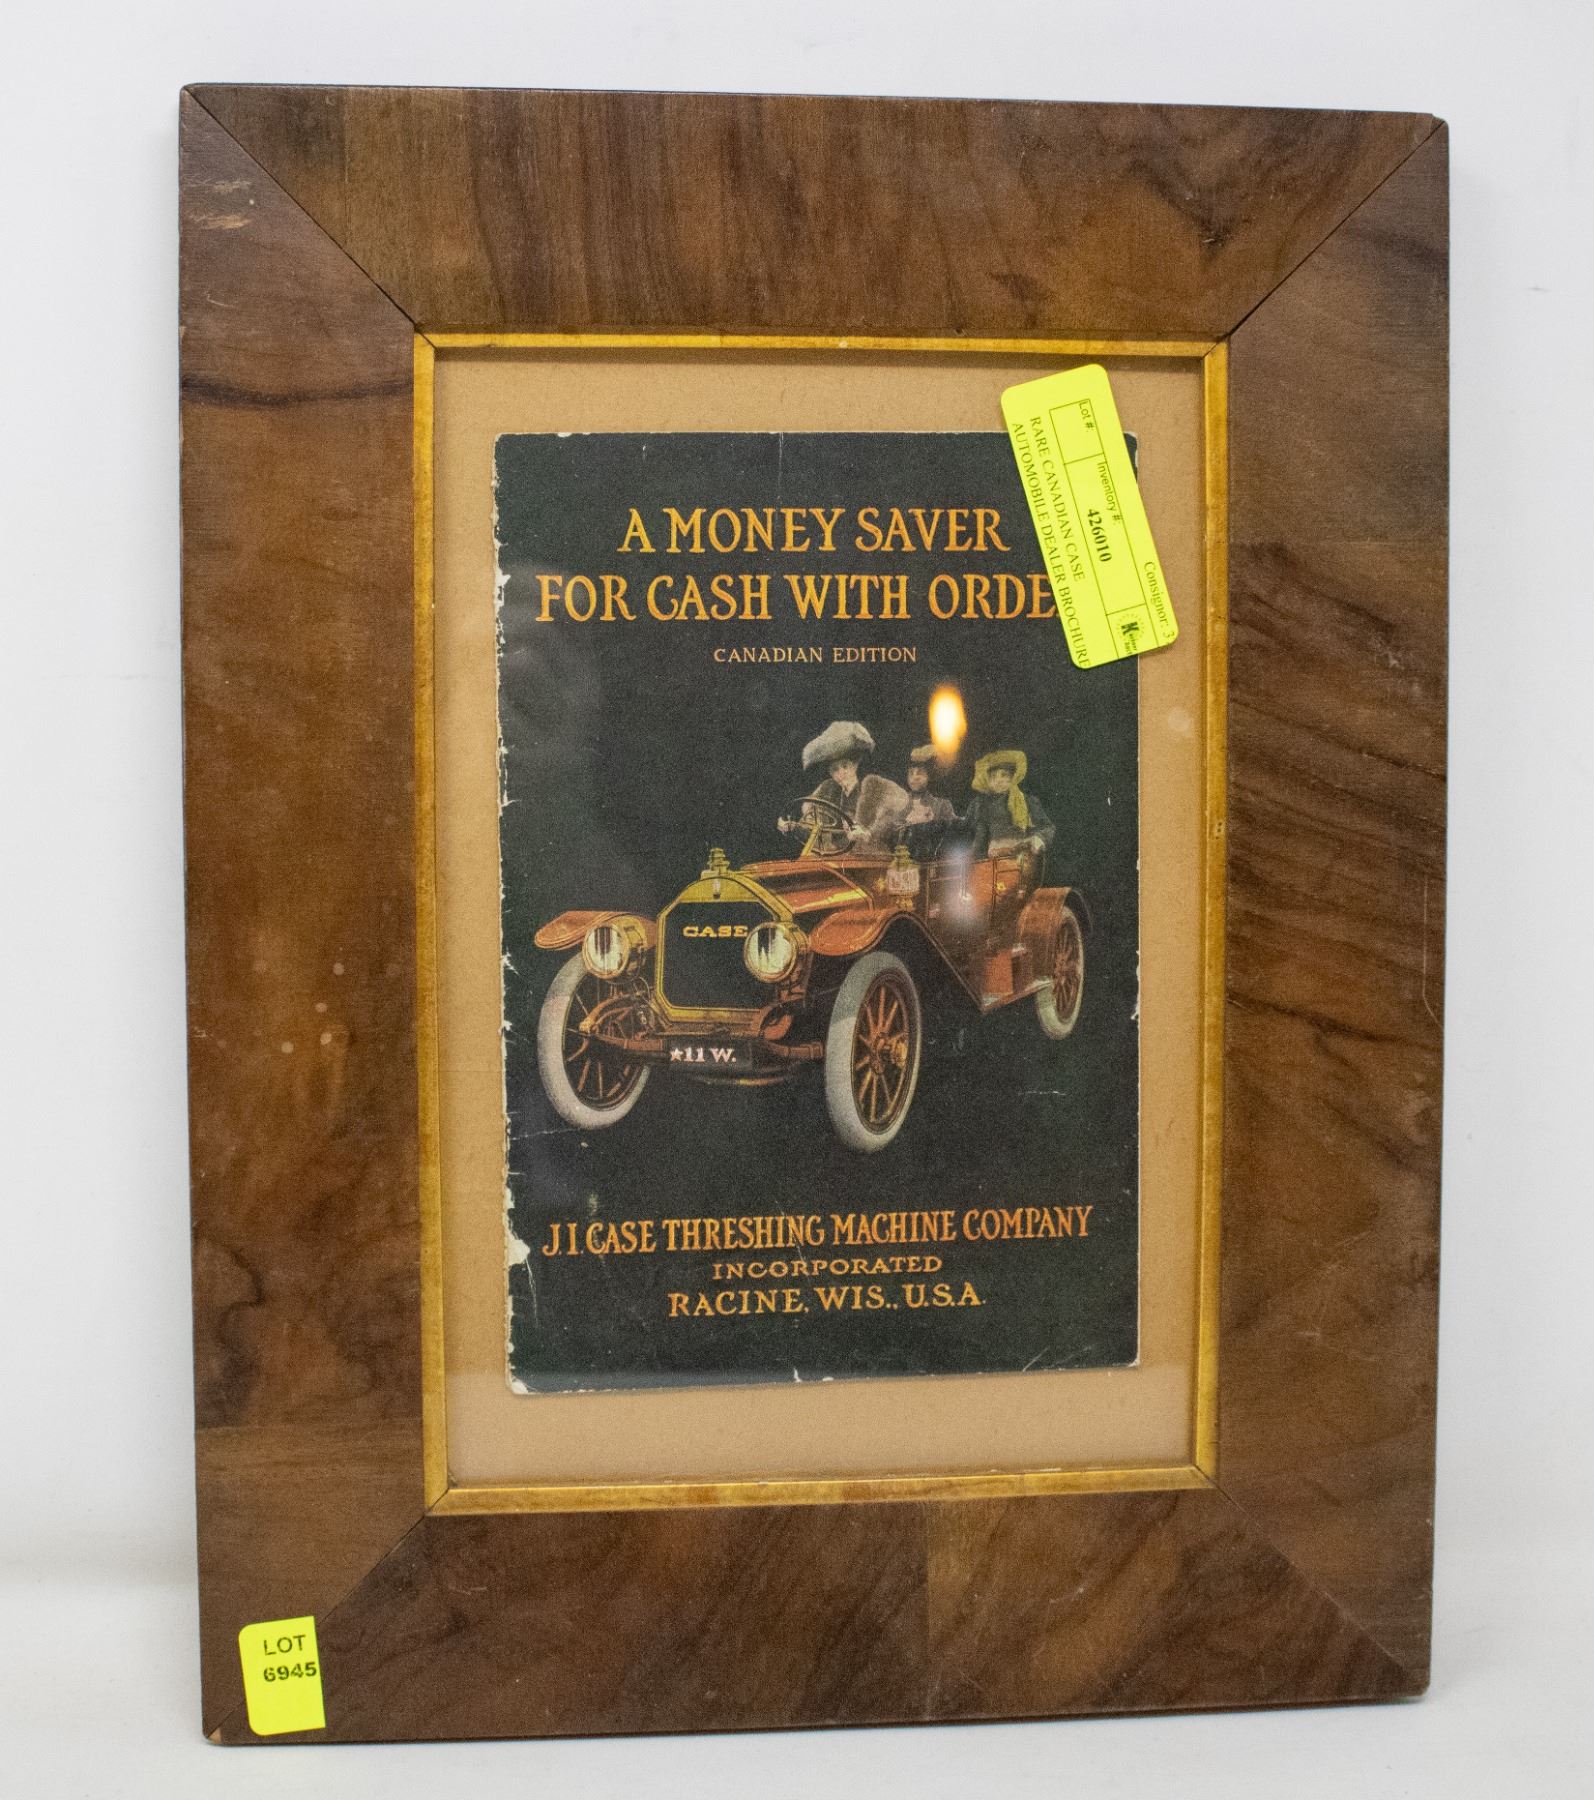 A MONEY SAVER
FOR CASH WITH ORDE
CANADIAN EDITION
CASE
★11 W.
J. I. CASE THRESHING MACHINE COMPANY
INCORPORATED
RACINE, WIS., U.S.A.
Consignor: 3
Lot #: Inventory #:
426010
RARE CANADIAN CASE
AUTOMOBILE DEALER BROCHURE
LOT
6945